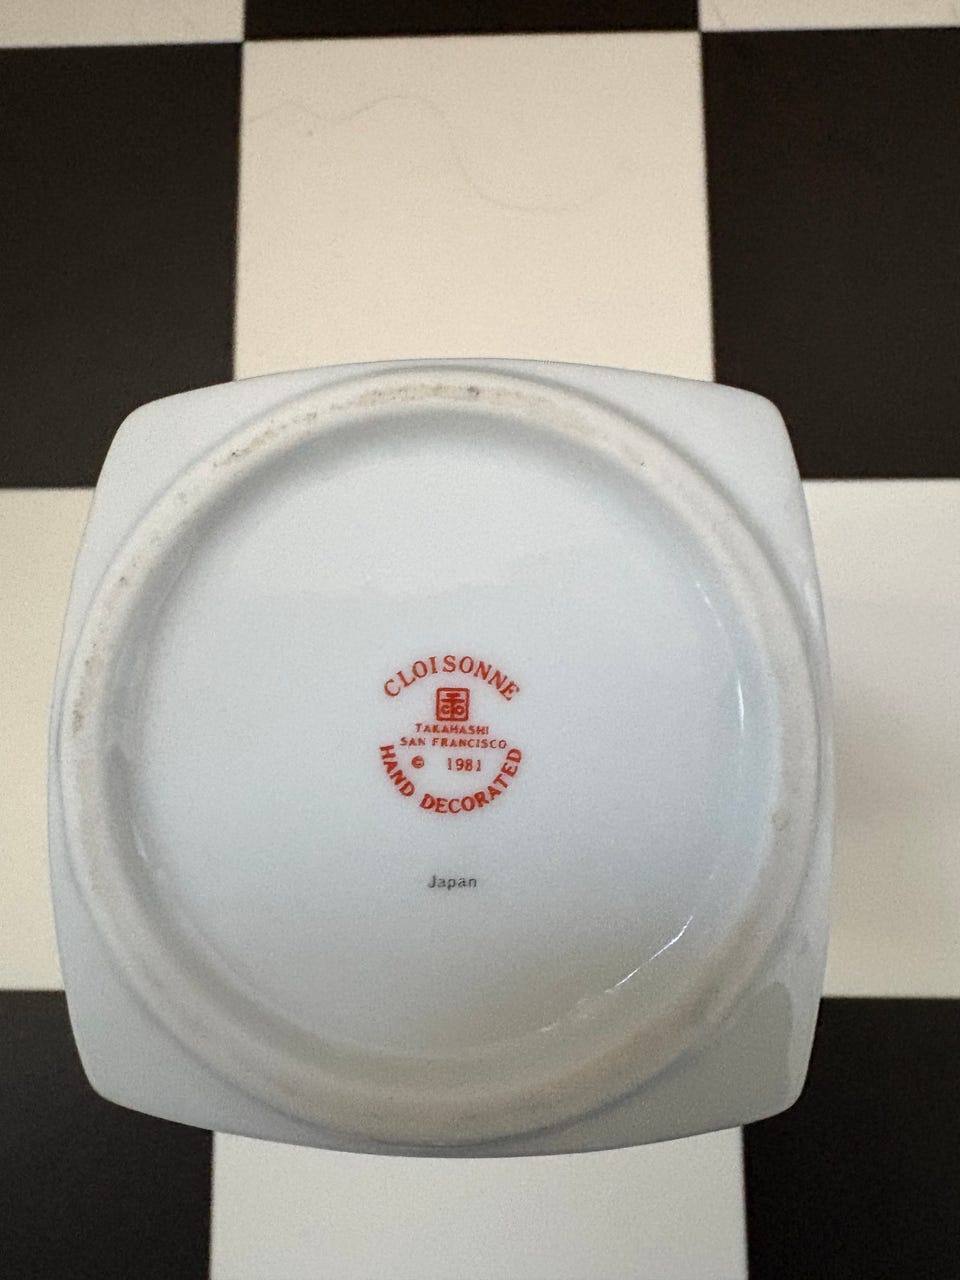 CLOISONNE
TAKAHASHI
SAN FRANCISCO
© 1981
HAND DECORATED
Japan